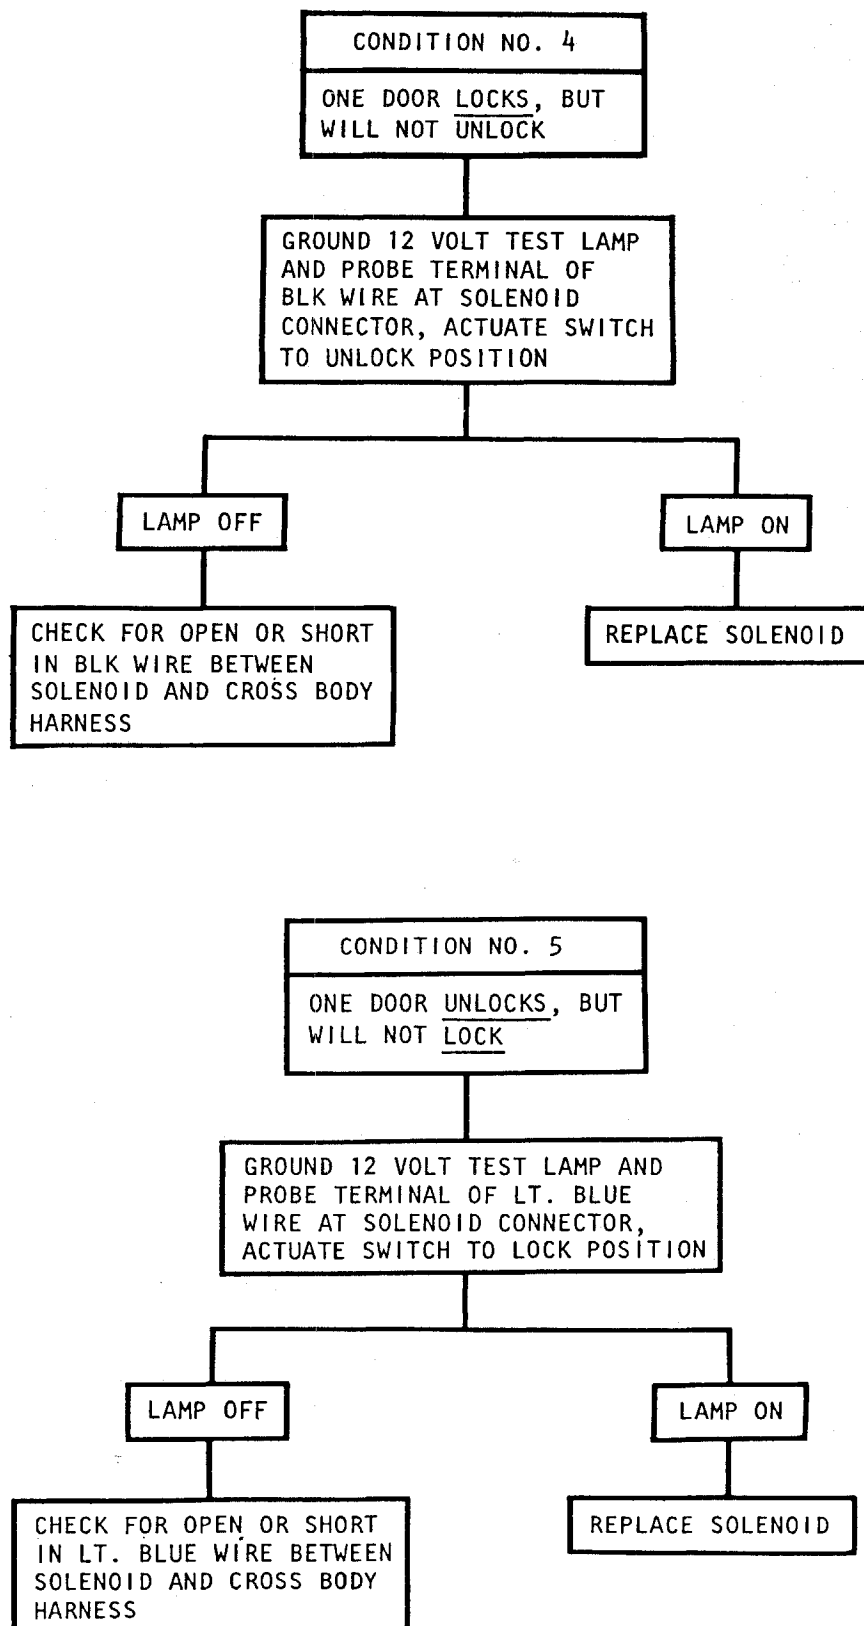 CONDITION NO. 4
ONE DOOR LOCKS, BUT
WILL NOT UNLOCK
GROUND 12 VOLT TEST LAMP
AND PROBE TERMINAL OF
BLK WIRE AT SOLENOID
CONNECTOR, ACTUATE SWITCH
TO UNLOCK POSITION
LAMP OFF
LAMP ON
CHECK FOR OPEN OR SHORT
IN BLK WIRE BETWEEN
SOLENOID AND CROSS BODY
HARNESS
REPLACE SOLENOID
CONDITION NO. 5
ONE DOOR UNLOCKS, BUT
WILL NOT LOCK
GROUND 12 VOLT TEST LAMP AND
PROBE TERMINAL OF LT. BLUE
WIRE AT SOLENOID CONNECTOR,
ACTUATE SWITCH TO LOCK POSITION
LAMP OFF
LAMP ON
CHECK FOR OPEN OR SHORT
IN LT. BLUE WIRE BETWEEN
SOLENOID AND CROSS BODY
HARNESS
REPLACE SOLENOID